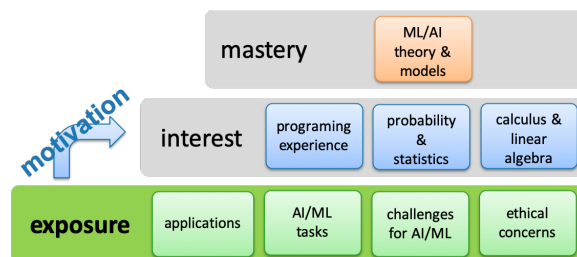 mastery
ML/AI
theory &
models
motivation
interest
programing
experience
probability
&
statistics
calculus &
linear
algebra
exposure
applications
AI/ML
tasks
challenges
for AI/ML
ethical
concerns